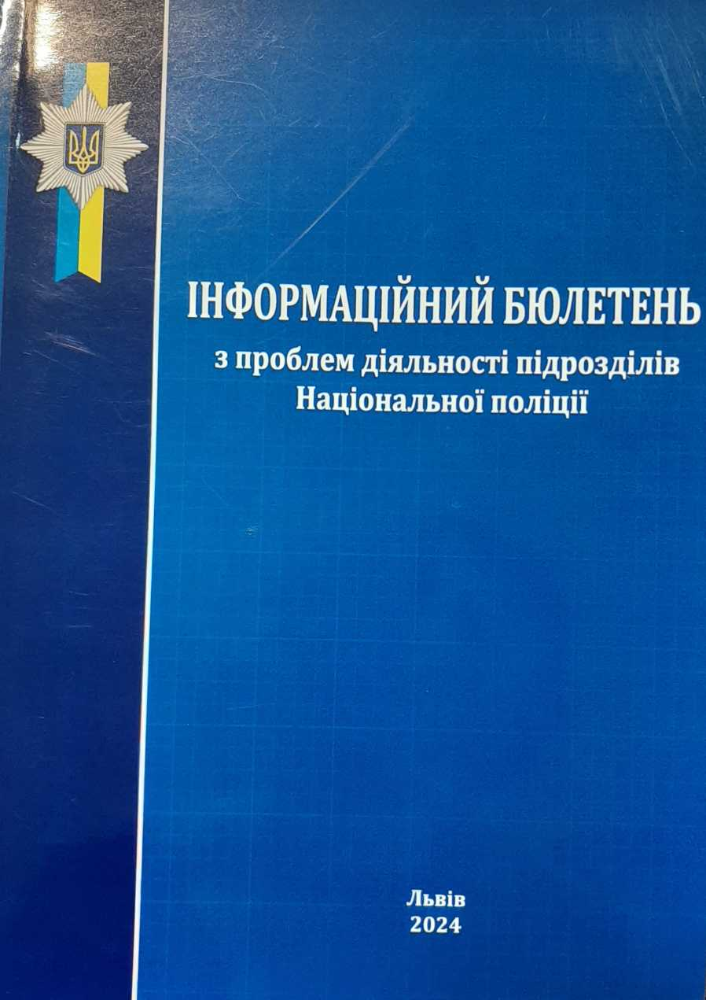 ІНФОРМАЦІЙНИЙ БЮЛЕТЕНЬ
з проблем діяльності підрозділів
Національної поліції
Львів
2024